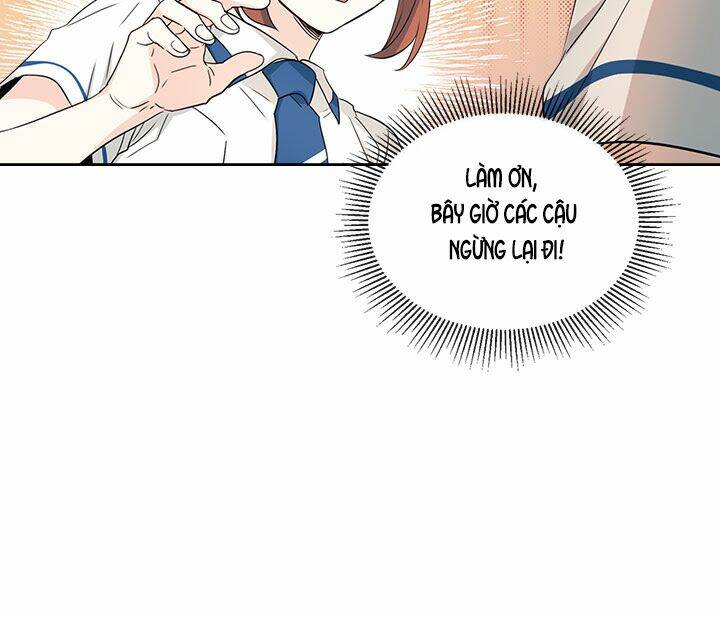 LÀM ƠN,
BÂY GIỜ CÁC CẬU
NGỪNG LẠI ĐI!